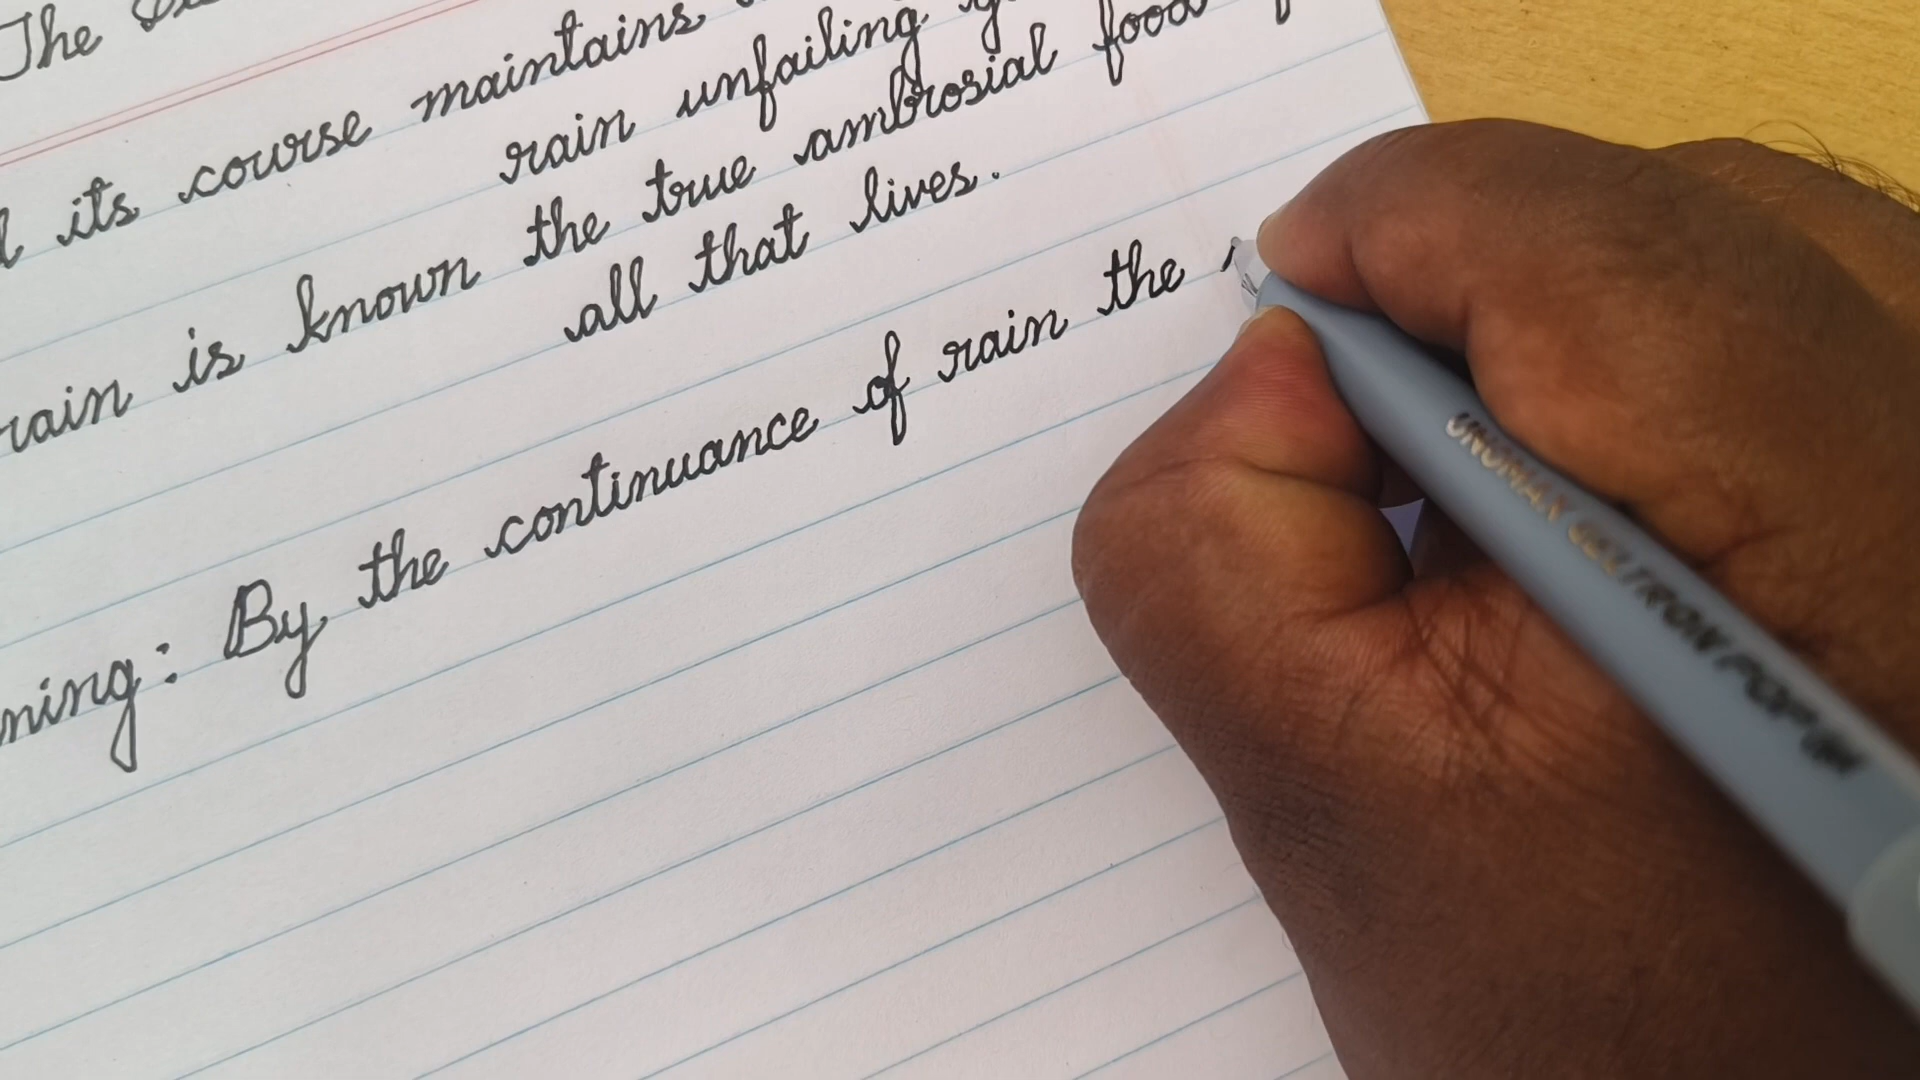 The
its course maintains
rain unfailing
rain is known the true ambrosial food
all that lives.
ning: By the continuance of rain the
UNOMAX GELTRON POP GEL